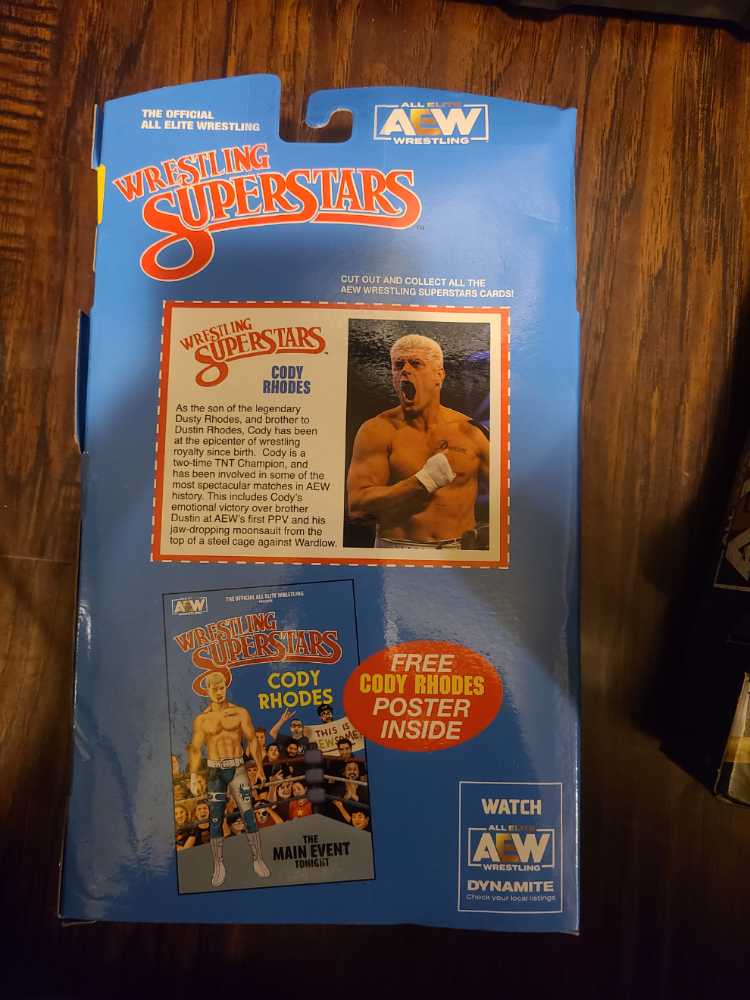 THE OFFICIAL
ALL ELITE WRESTLING
ALL ELITE
AEW
WRESTLING
WRESTLING
SUPERSTARS
TM
CUT OUT AND COLLECT ALL THE
AEW WRESTLING SUPERSTARS CARDS!
WRESTLING
SUPERSTARS
CODY
RHODES
As the son of the legendary
Dusty Rhodes, and brother to
Dustin Rhodes, Cody has been
at the epicenter of wrestling
royalty since birth. Cody is a
two-time TNT Champion, and
has been involved in some of the
most spectacular matches in AEW
history. This includes Cody's
emotional victory over brother
Dustin at AEW's first PPV and his
jaw-dropping moonsault from the
top of a steel cage against Wardlow.
AEW
THE OFFICIAL ALL ELITE WRESTLING
WRESTLING
SUPERSTARS
CODY
RHODES
THIS IS
AEWSOME
THE
MAIN EVENT
TONIGHT
FREE
CODY RHODES
POSTER
INSIDE
WATCH
ALL ELITE
AEW
WRESTLING
DYNAMITE
Check your local listings